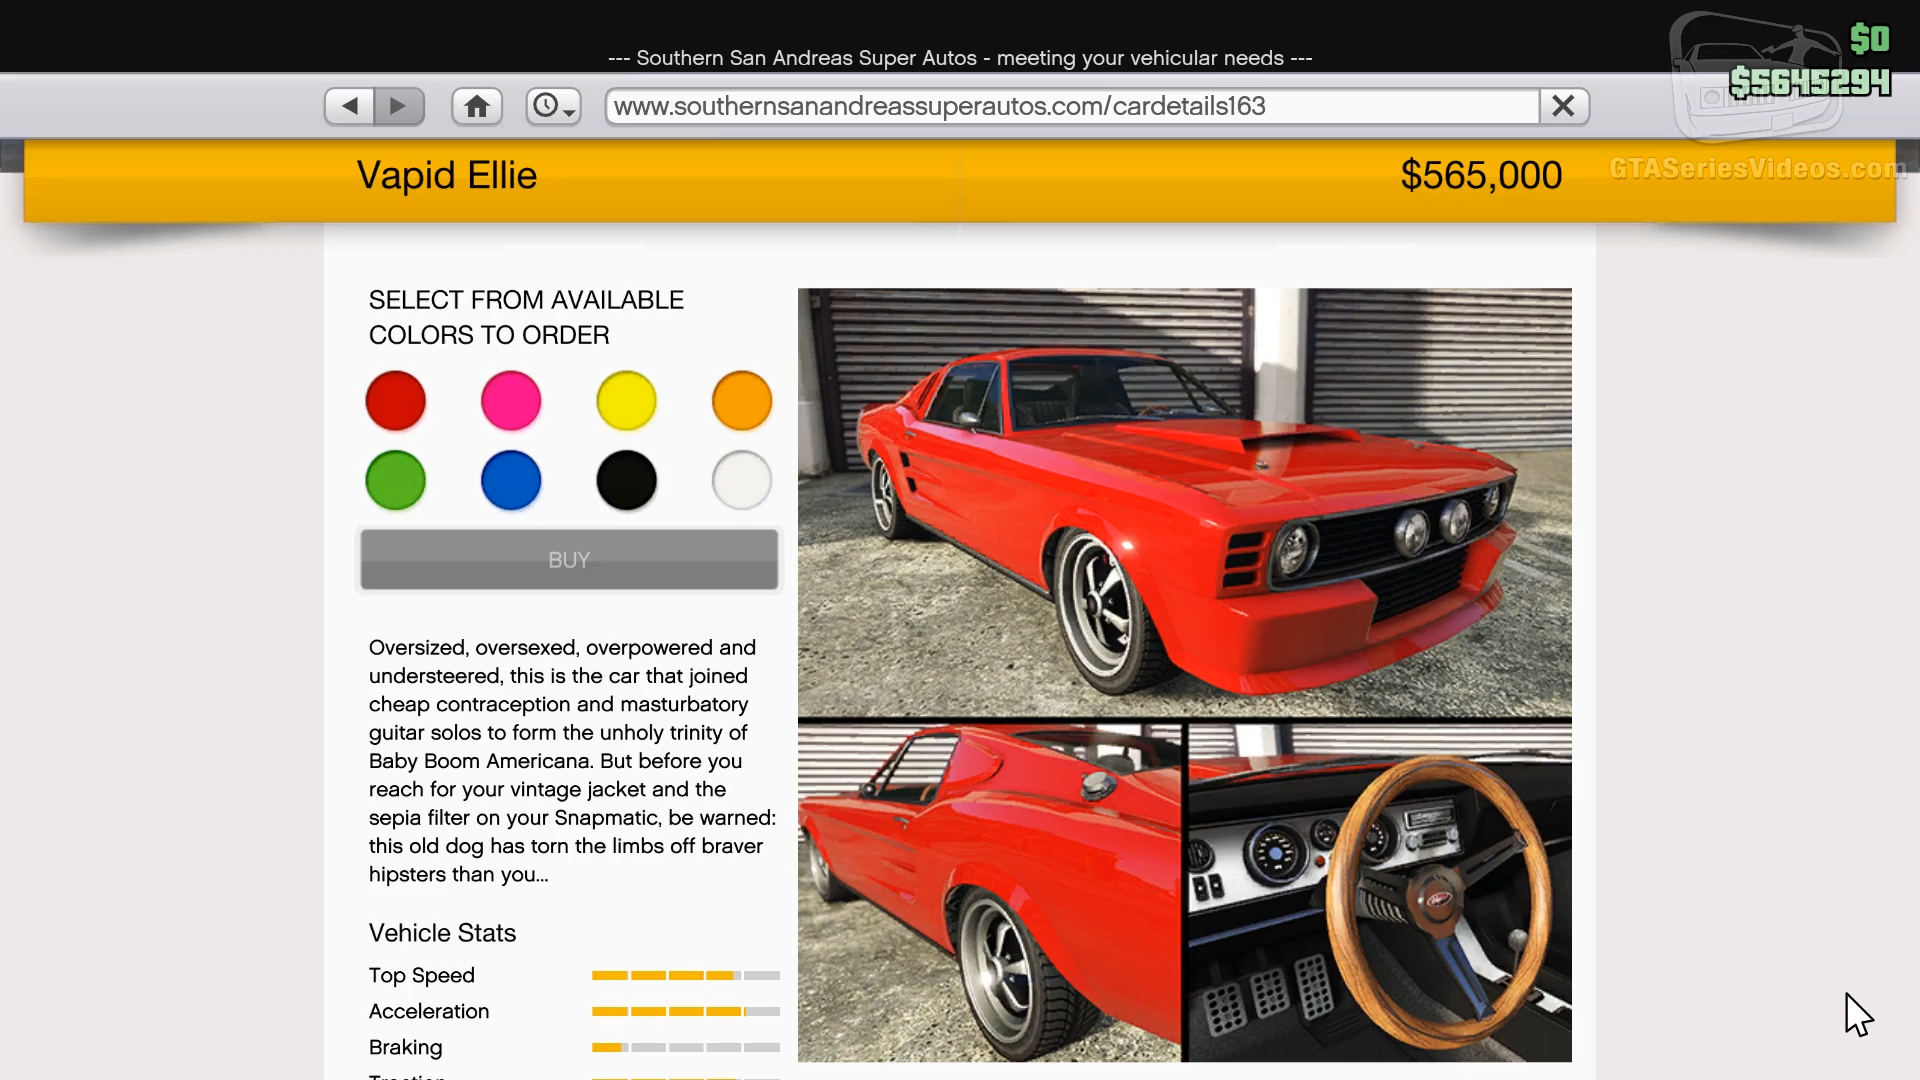 --- Southern San Andreas Super Autos - meeting your vehicular needs ---
$0
$5645294
www.southernsanandreassuperautos.com/cardetails163
GTASeriesVideos.com
Vapid Ellie
$565,000
SELECT FROM AVAILABLE
COLORS TO ORDER
BUY
Oversized, oversexed, overpowered and
understeered, this is the car that joined
cheap contraception and masturbatory
guitar solos to form the unholy trinity of
Baby Boom Americana. But before you
reach for your vintage jacket and the
sepia filter on your Snapmatic, be warned:
this old dog has torn the limbs off braver
hipsters than you...
Vehicle Stats
Top Speed
Acceleration
Braking